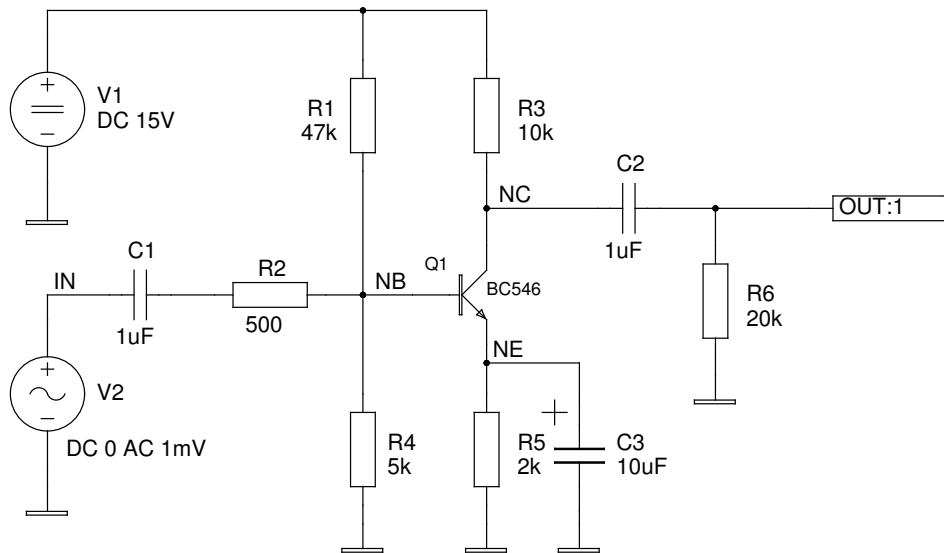 V1
DC 15V
R1
47k
R3
10k
C2
1uF
NC
OUT:1
IN
C1
1uF
R2
500
NB
Q1
BC546
R6
20k
NE
V2
DC 0 AC 1mV
R4
5k
R5
2k
C3
10uF